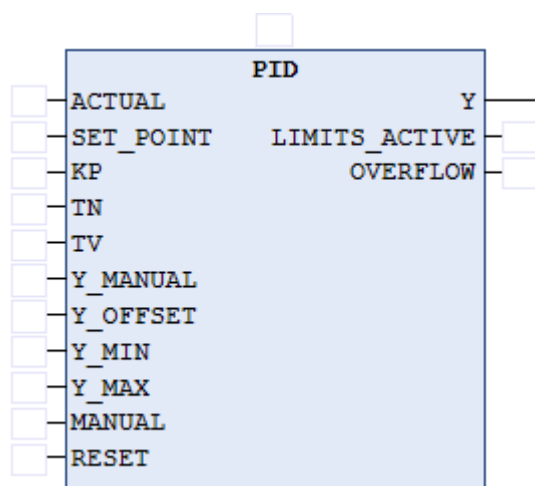 PID
ACTUAL Y
SET_POINT LIMITS_ACTIVE
KP OVERFLOW
TN
TV
Y_MANUAL
Y_OFFSET
Y_MIN
Y_MAX
MANUAL
RESET